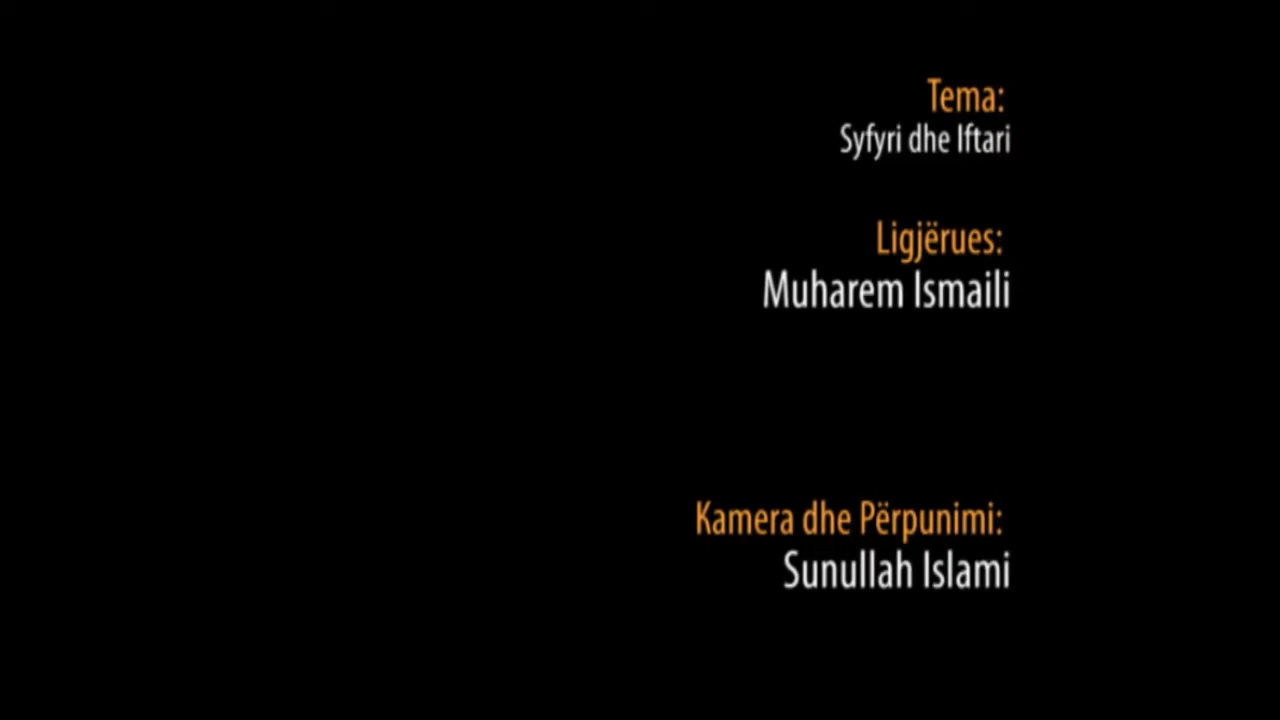 Tema:
Syfyri dhe Iftari
Ligjërues:
Muharem Ismaili
Kamera dhe Përpunimi:
Sunullah Islami